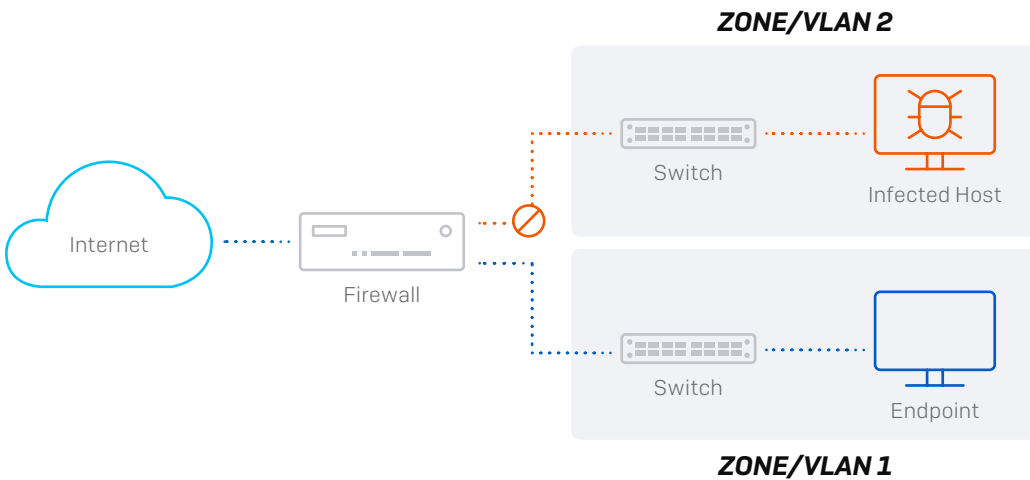 ZONE/VLAN 2
Switch
Infected Host
Internet
Firewall
Switch
Endpoint
ZONE/VLAN 1